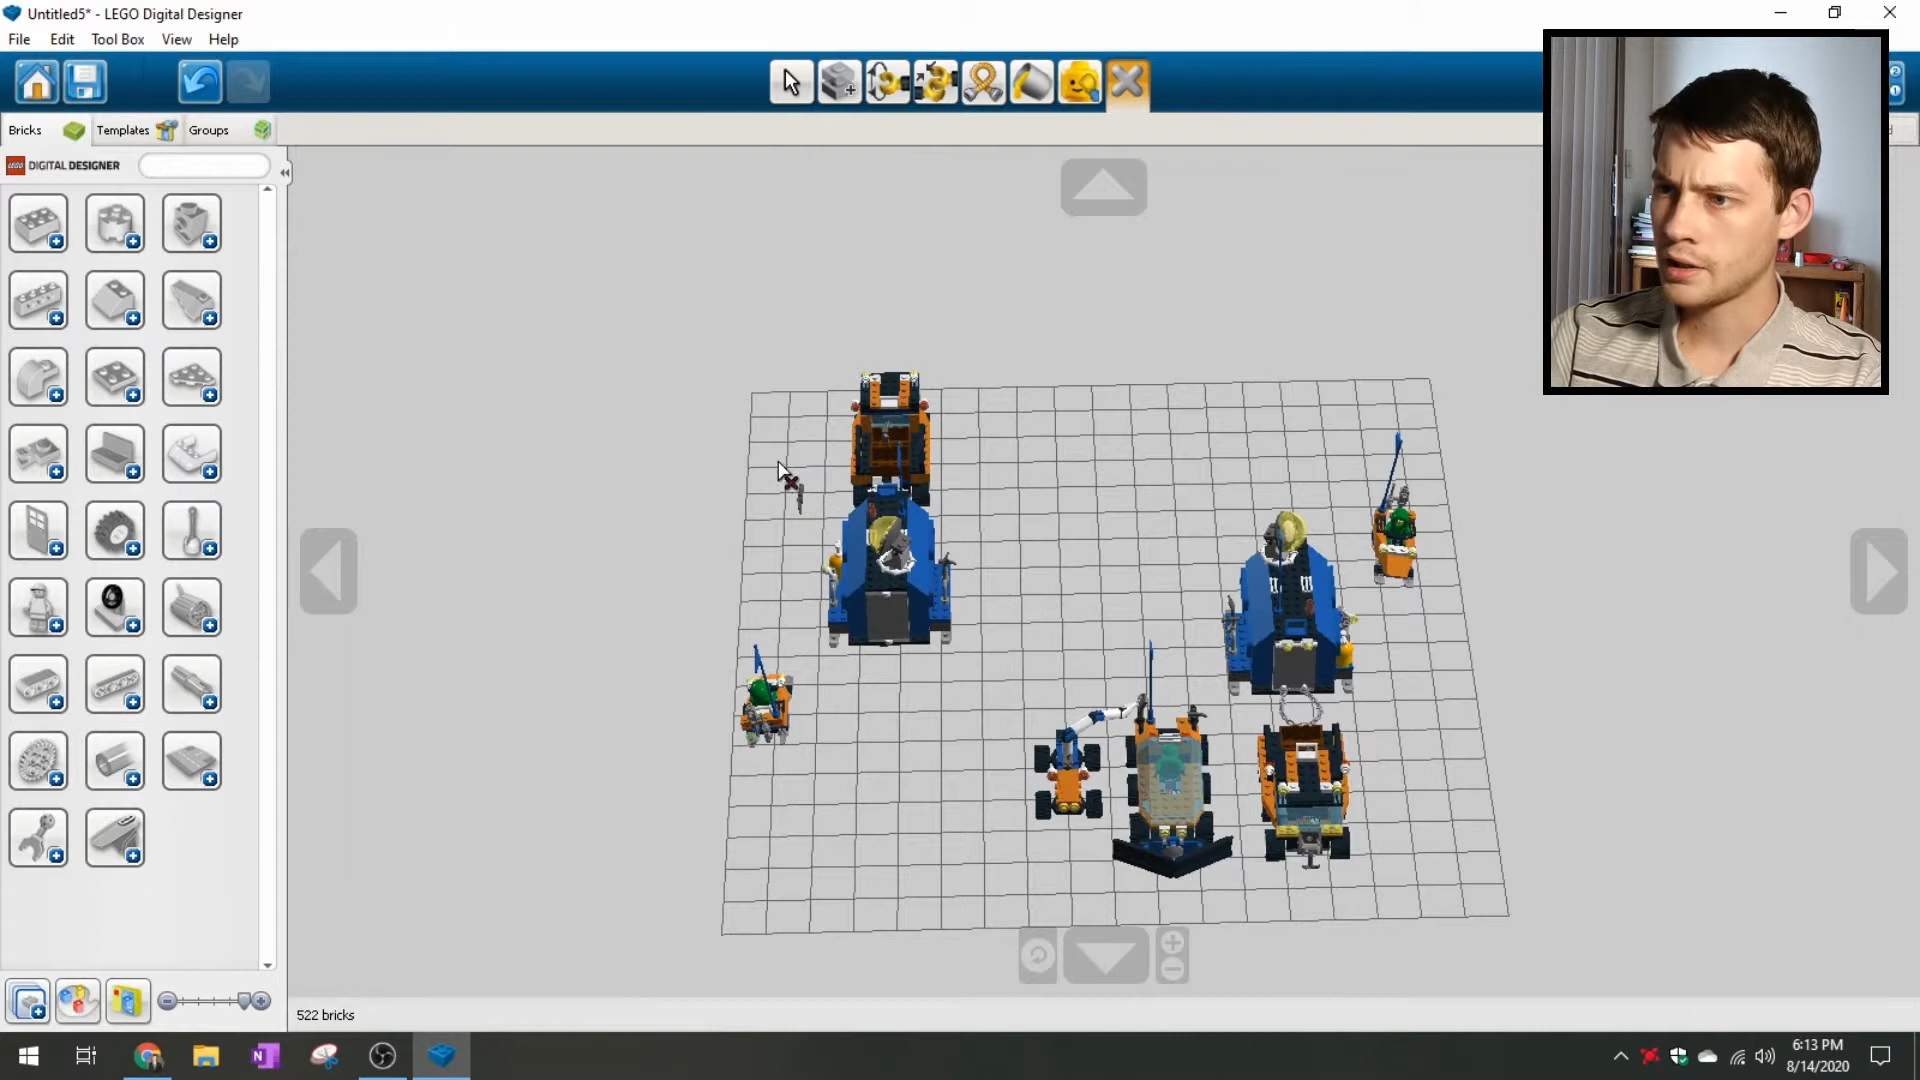 Untitled5* - LEGO Digital Designer
File Edit Tool Box View Help
Bricks Templates Groups
LEGO DIGITAL DESIGNER
522 bricks
6:13 PM
8/14/2020